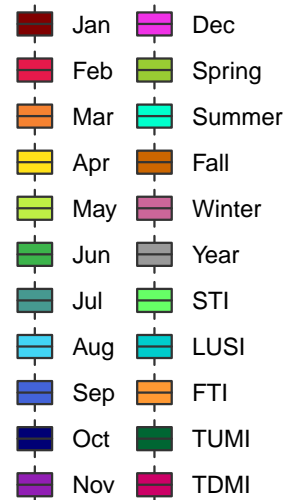 Jan Dec
Feb Spring
Mar Summer
Apr Fall
May Winter
Jun Year
Jul STI
Aug LUSI
Sep FTI
Oct TUMI
Nov TDMI